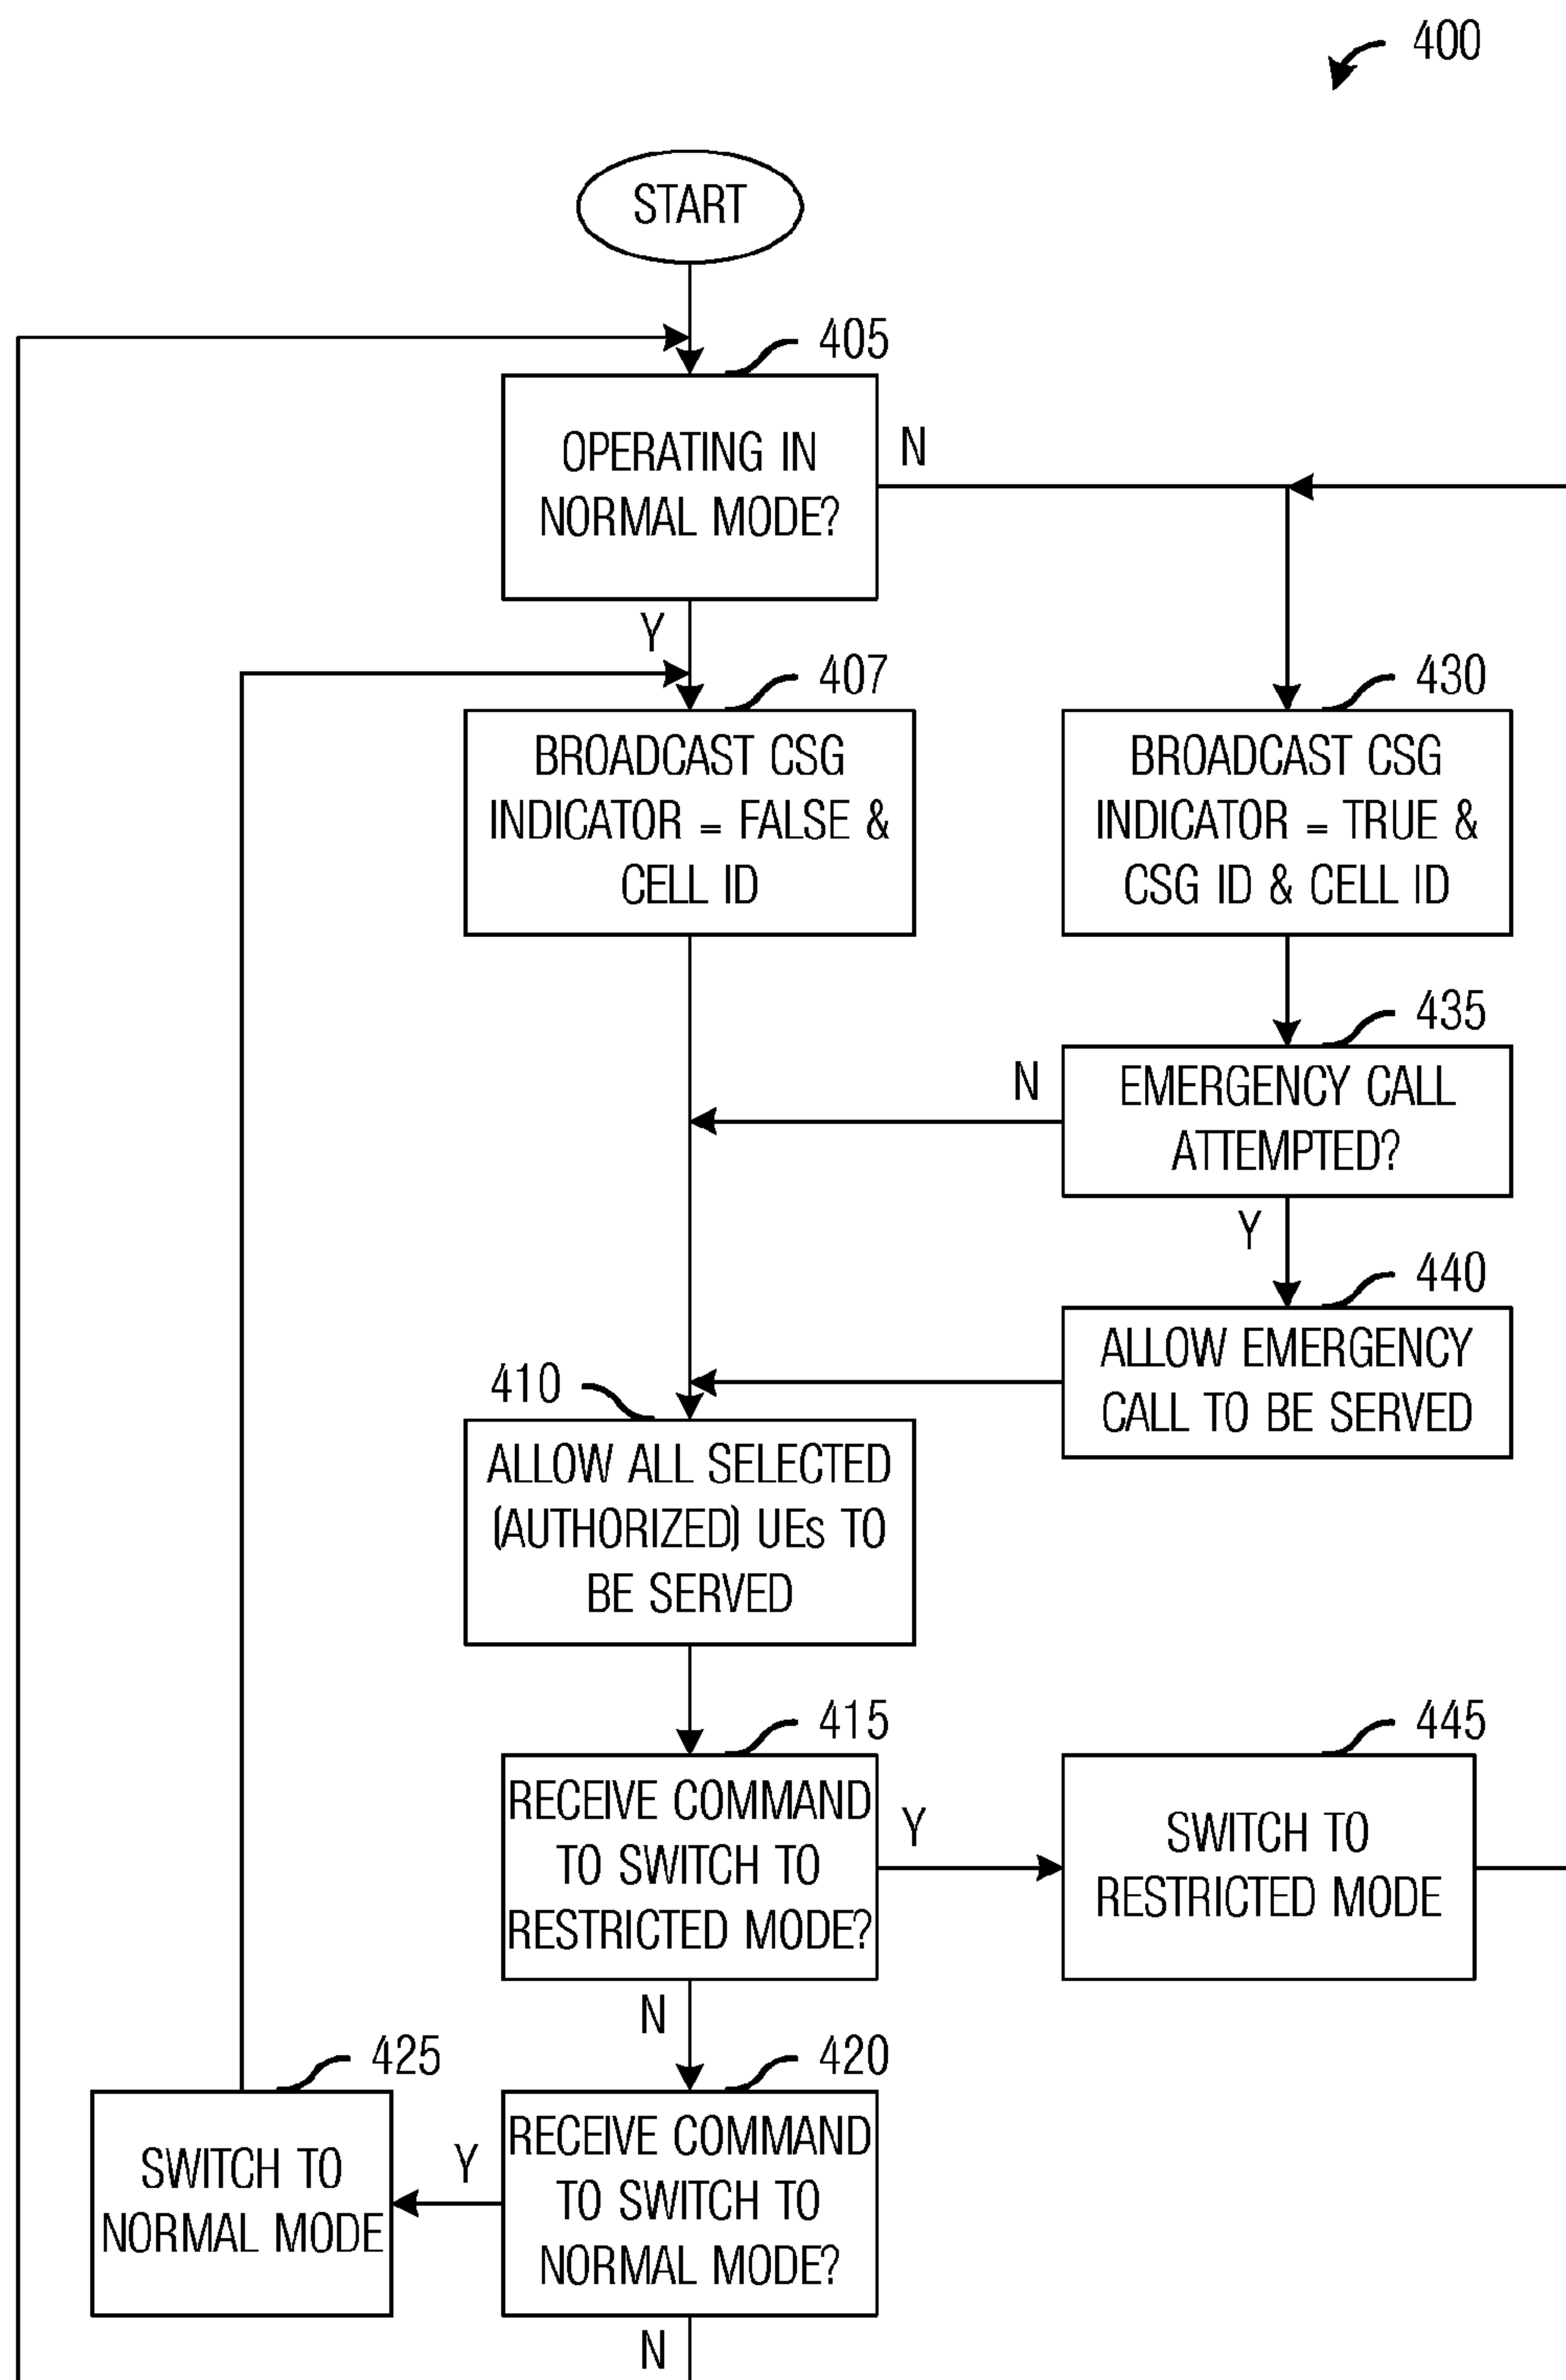 400
START
405
OPERATING IN
NORMAL MODE?
N
Y
407
BROADCAST CSG
INDICATOR = FALSE &
CELL ID
430
BROADCAST CSG
INDICATOR = TRUE &
CSG ID & CELL ID
435
EMERGENCY CALL
ATTEMPTED?
N
Y
440
ALLOW EMERGENCY
CALL TO BE SERVED
410
ALLOW ALL SELECTED
(AUTHORIZED) UEs TO
BE SERVED
415
RECEIVE COMMAND
TO SWITCH TO
RESTRICTED MODE?
Y
445
SWITCH TO
RESTRICTED MODE
N
425
SWITCH TO
NORMAL MODE
Y
420
RECEIVE COMMAND
TO SWITCH TO
NORMAL MODE?
N